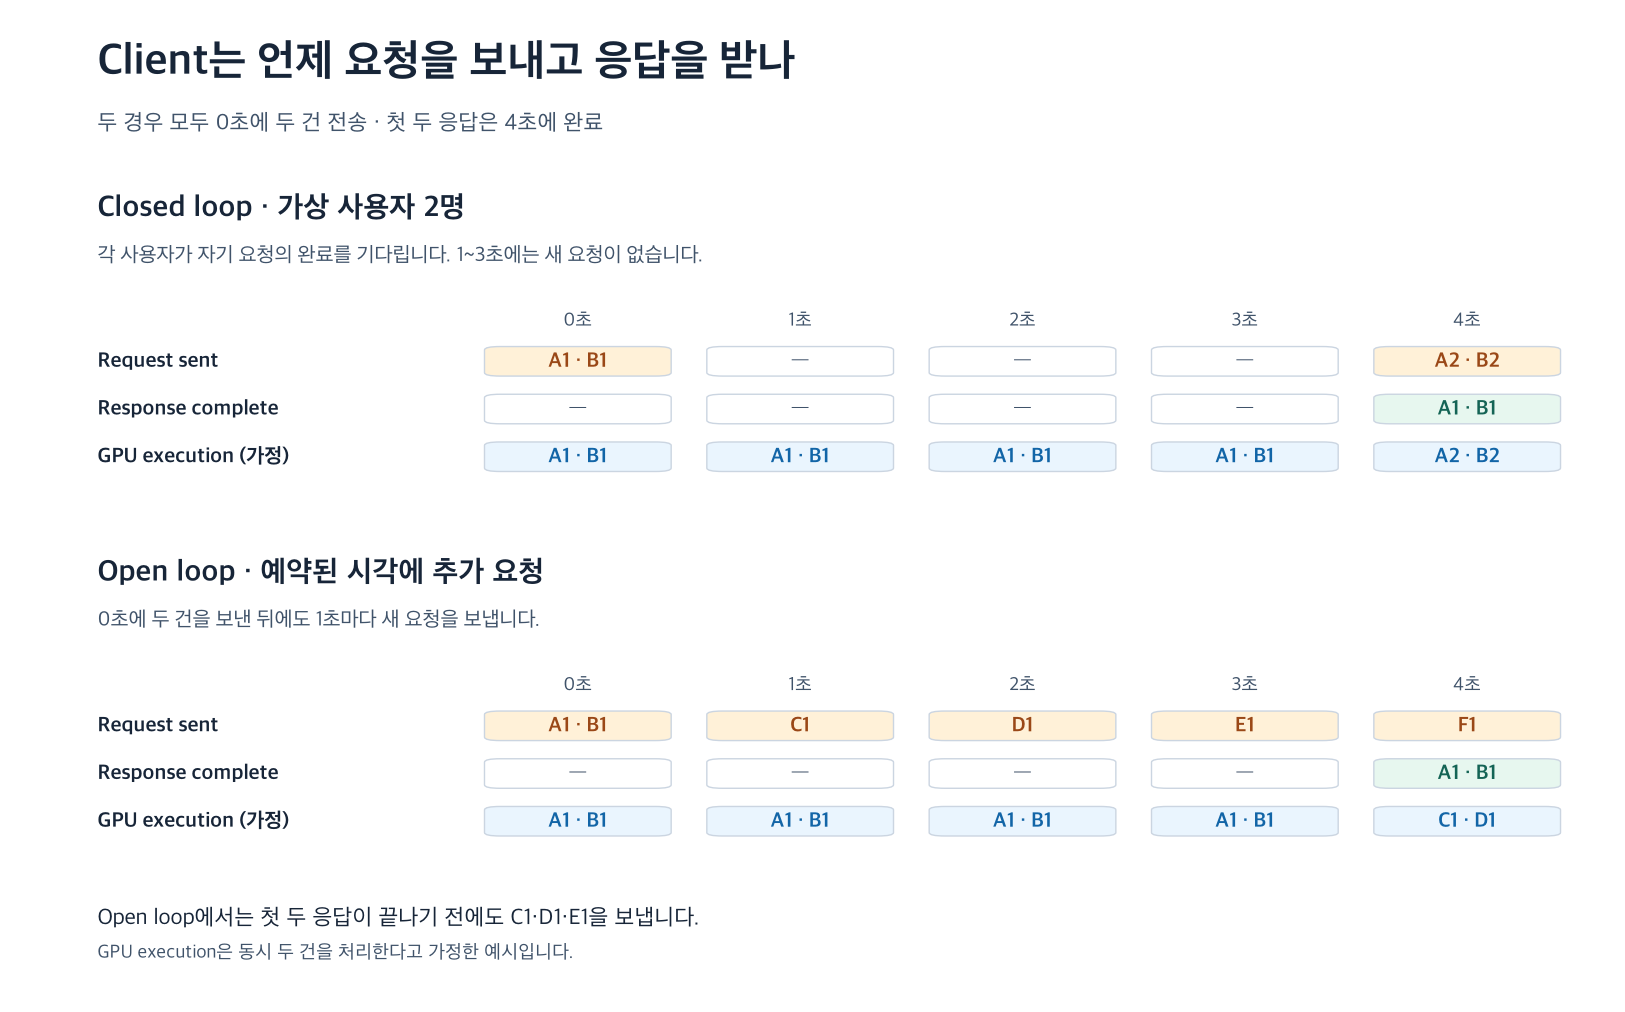 Client는 언제 요청을 보내고 응답을 받나
두 경우 모두 0초에 두 건 전송 · 첫 두 응답은 4초에 완료
Closed loop · 가상 사용자 2명
각 사용자가 자기 요청의 완료를 기다립니다. 1~3초에는 새 요청이 없습니다.
0초 1초 2초 3초 4초
Request sent A1 · B1 — — — A2 · B2
Response complete — — — — A1 · B1
GPU execution (가정) A1 · B1 A1 · B1 A1 · B1 A1 · B1 A2 · B2
Open loop · 예약된 시각에 추가 요청
0초에 두 건을 보낸 뒤에도 1초마다 새 요청을 보냅니다.
0초 1초 2초 3초 4초
Request sent A1 · B1 C1 D1 E1 F1
Response complete — — — — A1 · B1
GPU execution (가정) A1 · B1 A1 · B1 A1 · B1 A1 · B1 C1 · D1
Open loop에서는 첫 두 응답이 끝나기 전에도 C1·D1·E1을 보냅니다.
GPU execution은 동시 두 건을 처리한다고 가정한 예시입니다.